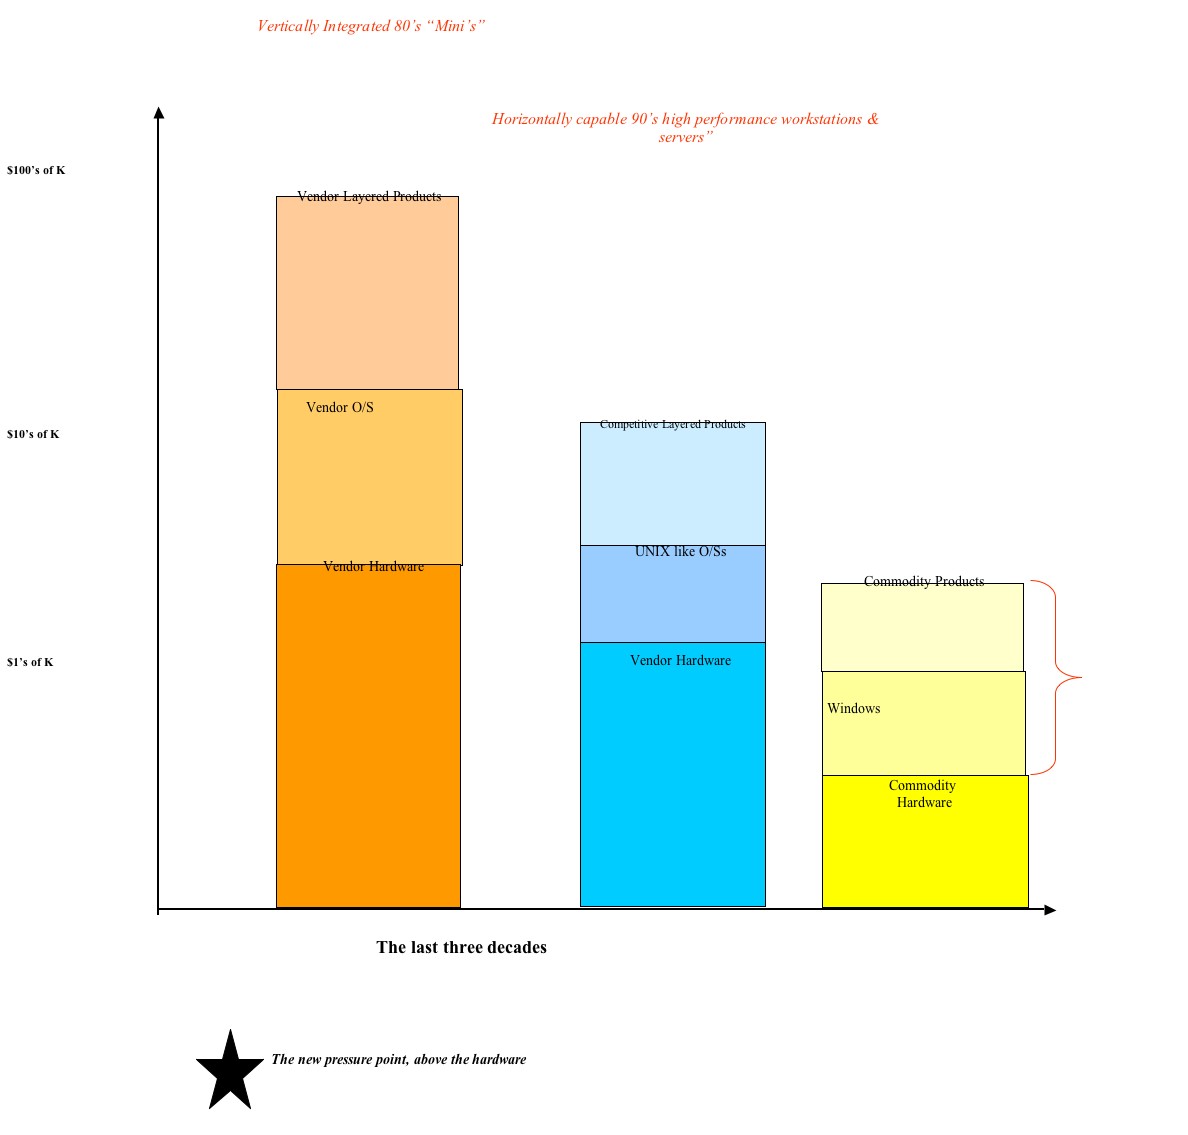 Vertically Integrated 80’s “Mini’s”
Horizontally capable 90’s high performance workstations &
servers”
$100’s of K
Vendor Layered Products
Vendor O/S
$10’s of K
Competitive Layered Products
UNIX like O/Ss
Vendor Hardware
Commodity Products
$1’s of K
Vendor Hardware
Windows
Commodity
Hardware
The last three decades
The new pressure point, above the hardware